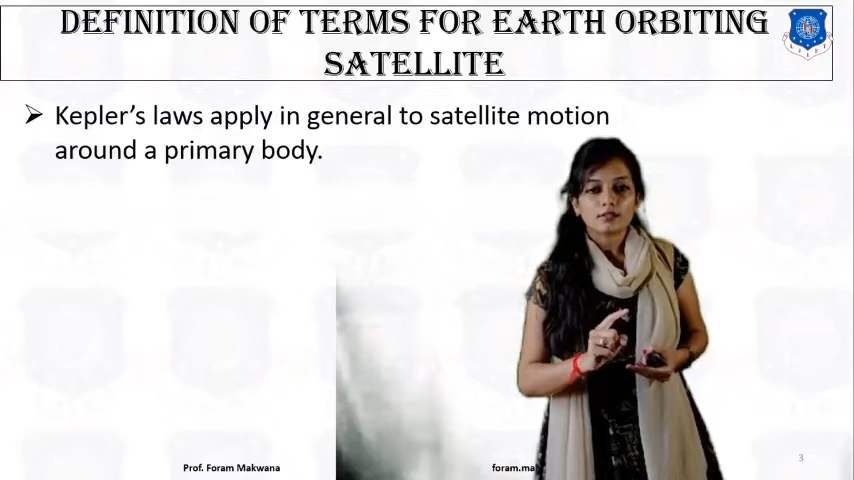 DEFINITION OF TERMS FOR EARTH ORBITING
SATELLITE
➢ Kepler’s laws apply in general to satellite motion
around a primary body.
Prof. Foram Makwana
foram.ma
3